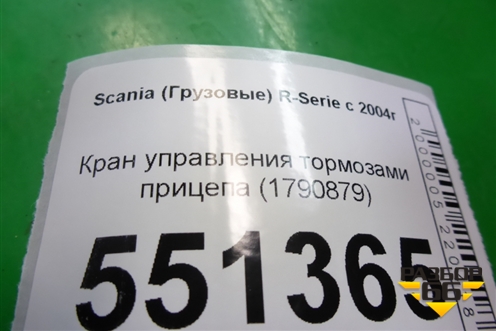 Scania (Грузовые) R-Serie с 2004г
Кран управления тормозами
прицепа (1790879)
551365
РАЗБОР
66